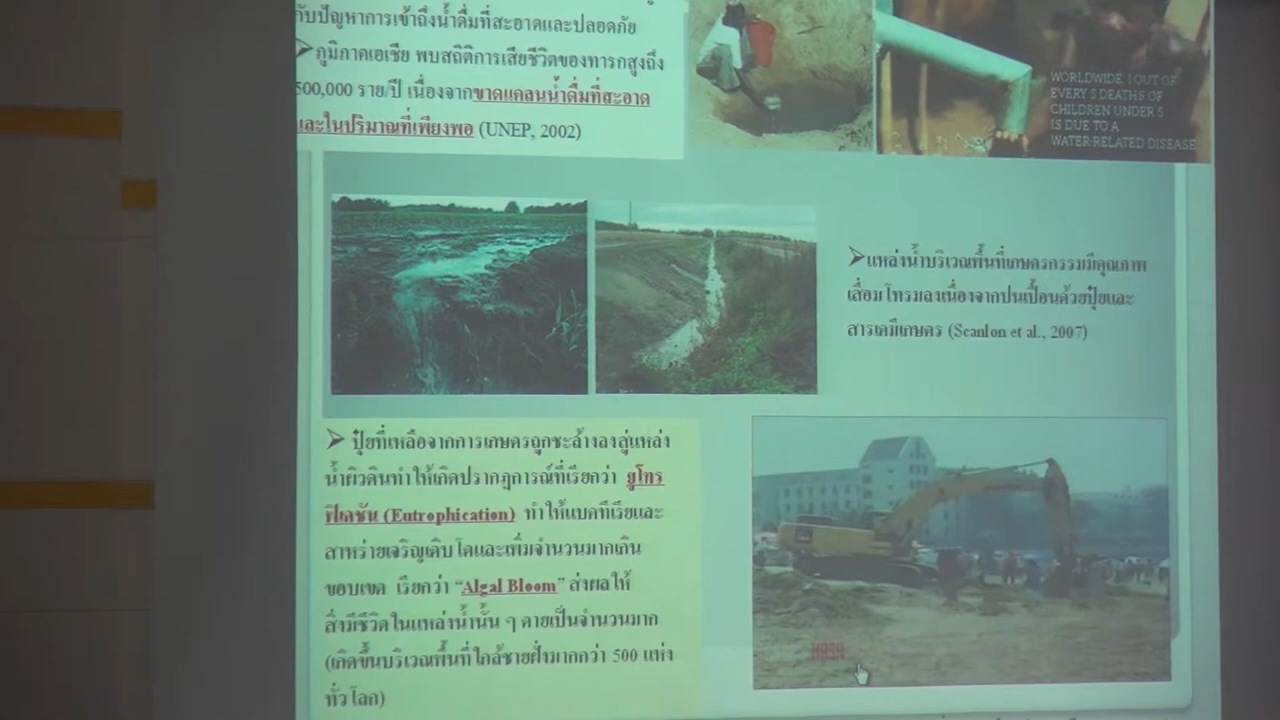 กับปัญหาการเข้าถึงน้ำดื่มที่สะอาดและปลอดภัย
➢ภูมิภาคเอเชีย พบสถิติการเสียชีวิตของทารกสูงถึง
500,000 ราย/ปี เนื่องจากขาดแคลนน้ำดื่มที่สะอาด
และในปริมาณที่เพียงพอ (UNEP, 2002)
WORLDWIDE, 1 OUT OF
EVERY 5 DEATHS OF
CHILDREN UNDER 5
IS DUE TO A
WATER-RELATED DISEASE
➢แหล่งน้ำบริเวณพื้นที่เกษตรกรรมมีคุณภาพ
เสื่อมโทรมลงเนื่องจากปนเปื้อนด้วยปุ๋ยและ
สารเคมีเกษตร (Scanlon et al., 2007)
➢ ปุ๋ยที่เหลือจากการเกษตรถูกชะล้างลงสู่แหล่ง
น้ำผิวดินทำให้เกิดปรากฏการณ์ที่เรียกว่า ยูโทร
ฟิเคชัน (Eutrophication) ทำให้แบคทีเรียและ
สาหร่ายเจริญเติบโตและเพิ่มจำนวนมากเกิน
ขอบเขต เรียกว่า “Algal Bloom” ส่งผลให้
สิ่งมีชีวิตในแหล่งน้ำนั้น ๆ ตายเป็นจำนวนมาก
(เกิดขึ้นบริเวณพื้นที่ใกล้ชายฝั่งมากกว่า 500 แห่ง
ทั่วโลก)